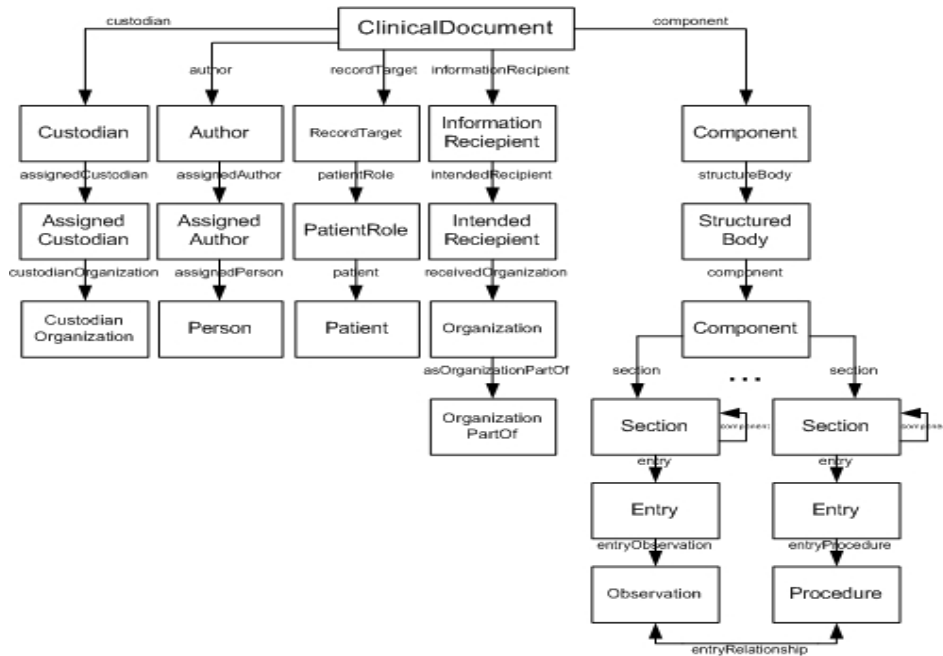 custodian
ClinicalDocument
component
author
recordTarget
informationRecipient
Custodian
Author
RecordTarget
Information
Reciepient
Component
assignedCustodian
assignedAuthor
patientRole
intendedRecipient
structureBody
Assigned
Custodian
Assigned
Author
PatientRole
Intended
Reciepient
Structured
Body
custodianOrganization
assignedPerson
patient
receivedOrganization
component
Custodian
Organization
Person
Patient
Organization
Component
asOrganizationPartOf
section
...
section
Organization
PartOf
Section
component
Section
compone
entry
entry
Entry
Entry
entryObservation
entryProcedure
Observation
Procedure
entryRelationship